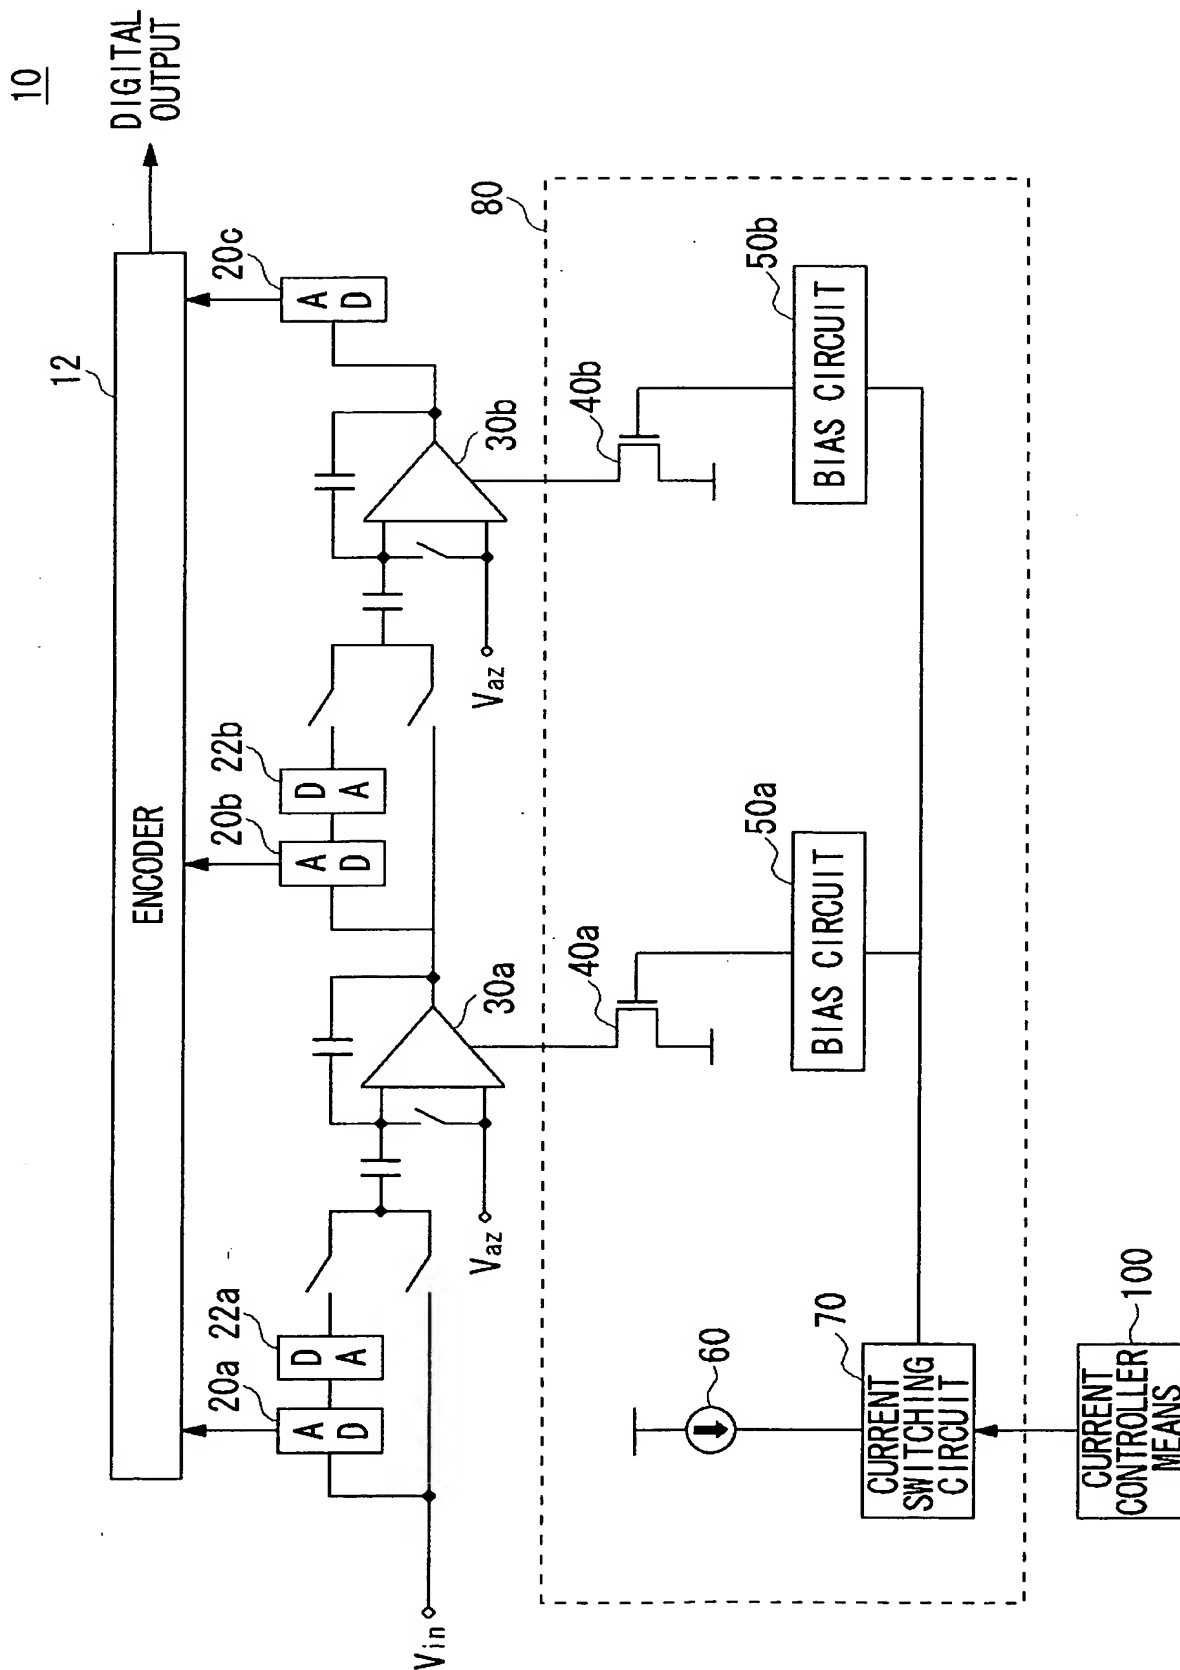 10
DIGITAL
OUTPUT
12
ENCODER
20a
22a
20b
22b
20c
A
D
D
A
A
D
D
A
A
D
Vin
Vaz
30a
Vaz
30b
80
40a
40b
50a
BIAS CIRCUIT
50b
BIAS CIRCUIT
60
70
CURRENT
SWITCHING
CIRCUIT
100
CURRENT
CONTROLLER
MEANS